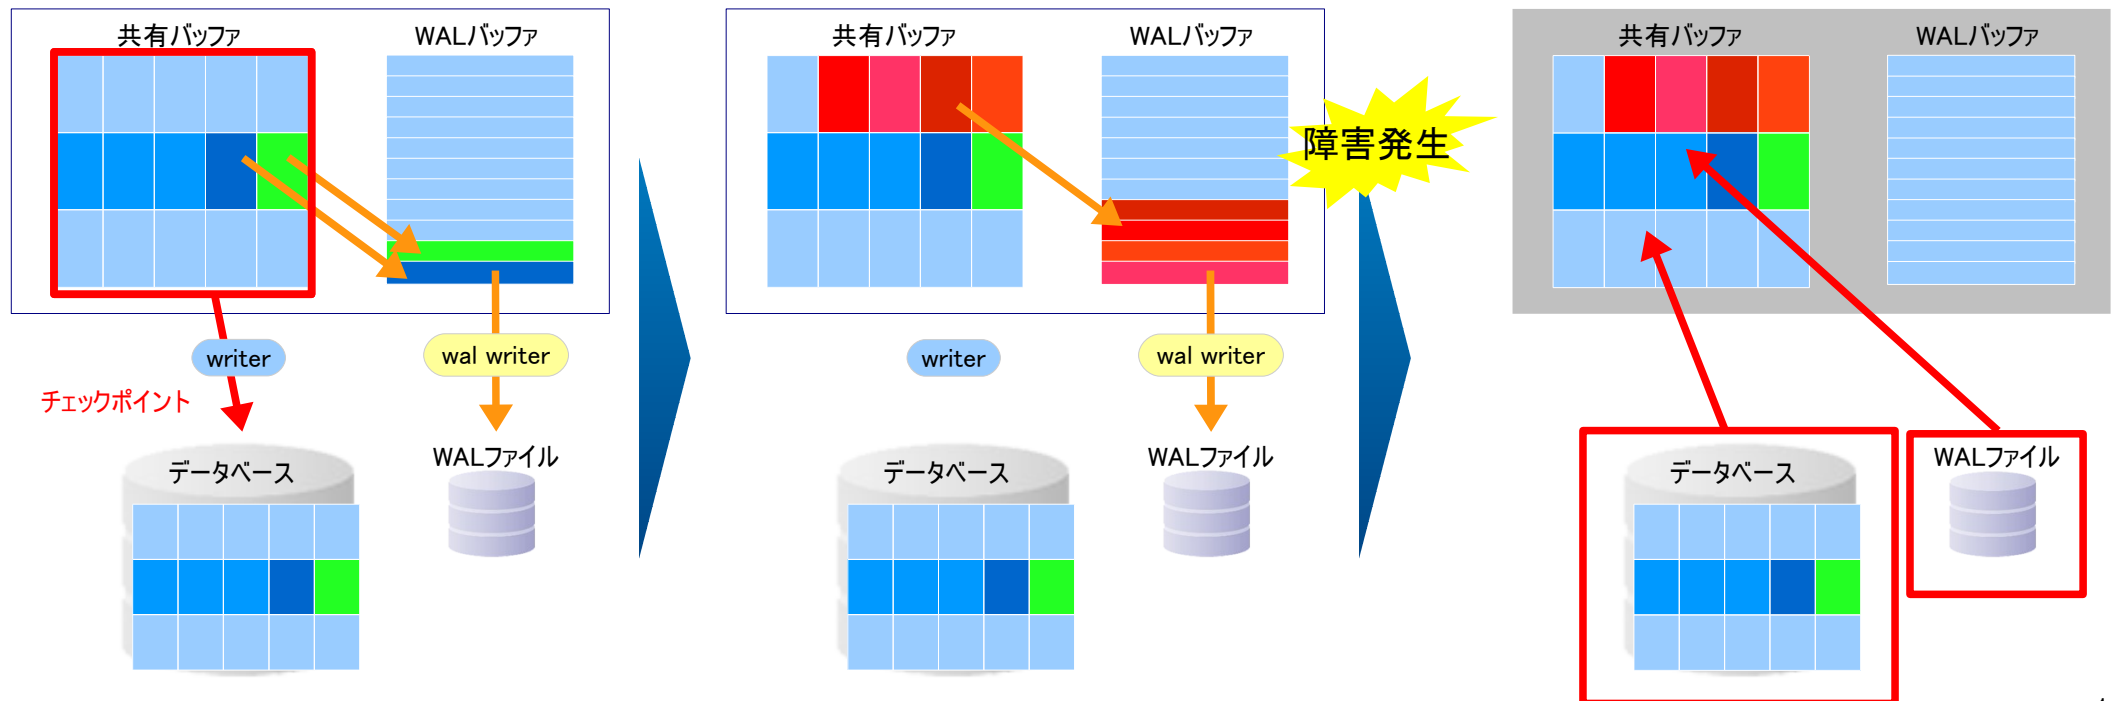 共有バッファ
WALバッファ
writer
wal writer
チェックポイント
データベース
WALファイル
共有バッファ
WALバッファ
障害発生
writer
wal writer
データベース
WALファイル
共有バッファ
WALバッファ
データベース
WALファイル